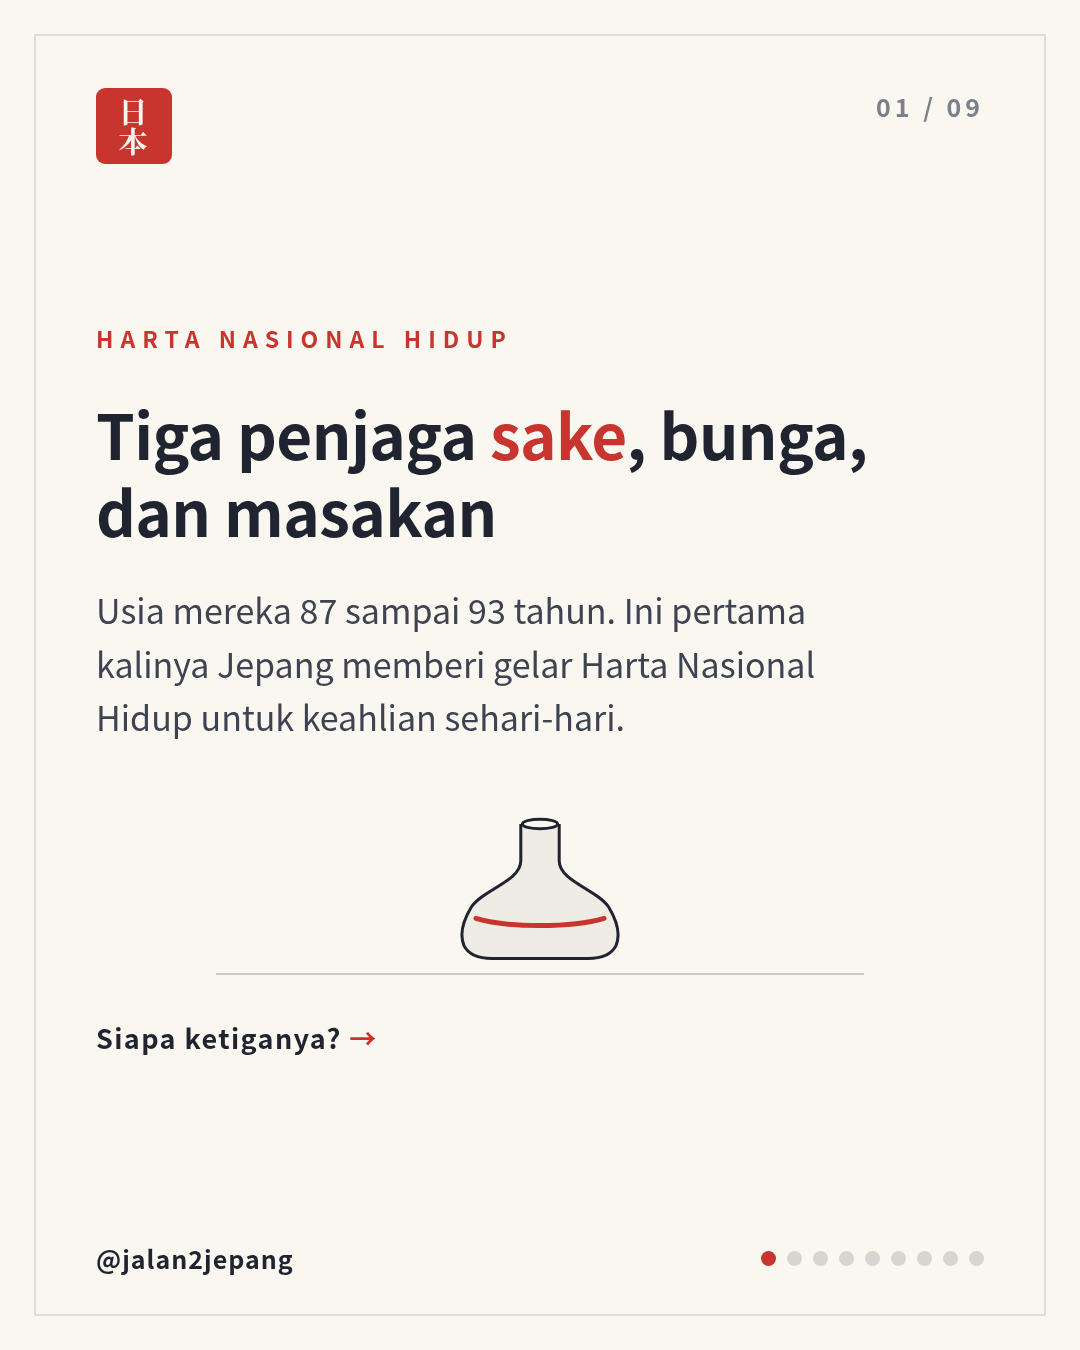 日
本
01 / 09
HARTA NASIONAL HIDUP
Tiga penjaga sake, bunga,
dan masakan
Usia mereka 87 sampai 93 tahun. Ini pertama
kalinya Jepang memberi gelar Harta Nasional
Hidup untuk keahlian sehari-hari.
Siapa ketiganya? →
@jalan2jepang